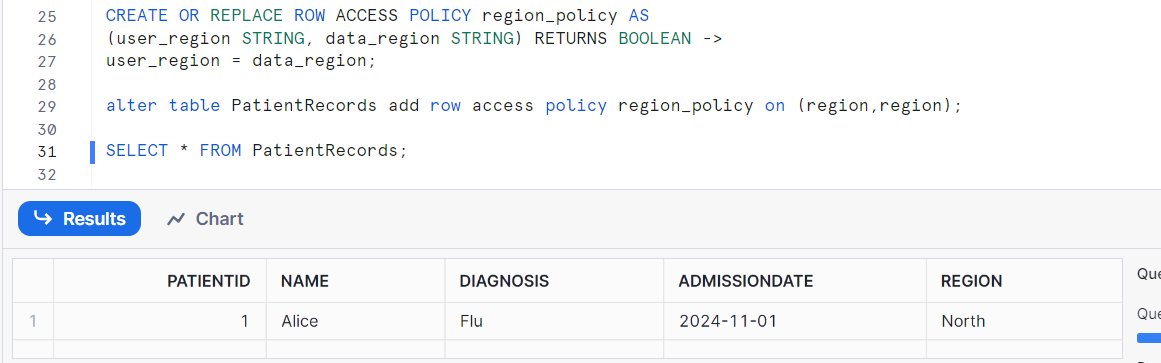 25 CREATE OR REPLACE ROW ACCESS POLICY region_policy AS
26 (user_region STRING, data_region STRING) RETURNS BOOLEAN ->
27 user_region = data_region;
28
29 alter table PatientRecords add row access policy region_policy on (region,region);
30
31 SELECT * FROM PatientRecords;
32
Results Chart
PATIENTID NAME DIAGNOSIS ADMISSIONDATE REGION
1 1 Alice Flu 2024-11-01 North